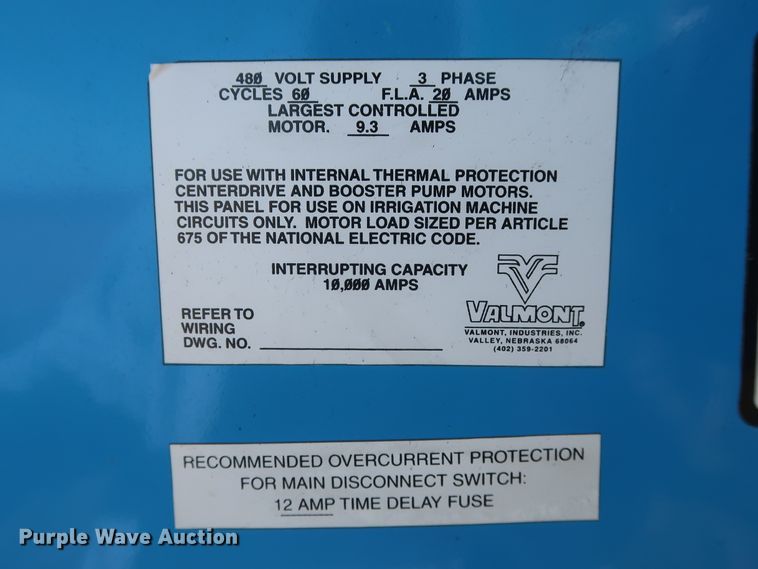 480 VOLT SUPPLY 3 PHASE
CYCLES 60 F.L.A. 20 AMPS
LARGEST CONTROLLED
MOTOR. 9.3 AMPS
FOR USE WITH INTERNAL THERMAL PROTECTION
CENTERDRIVE AND BOOSTER PUMP MOTORS.
THIS PANEL FOR USE ON IRRIGATION MACHINE
CIRCUITS ONLY. MOTOR LOAD SIZED PER ARTICLE
675 OF THE NATIONAL ELECTRIC CODE.
INTERRUPTING CAPACITY
10,000 AMPS
REFER TO
WIRING
DWG. NO.
VALMONT®
VALMONT, INDUSTRIES, INC.
VALLEY, NEBRASKA 68064
(402) 359-2201
RECOMMENDED OVERCURRENT PROTECTION
FOR MAIN DISCONNECT SWITCH:
12 AMP TIME DELAY FUSE
Purple Wave Auction